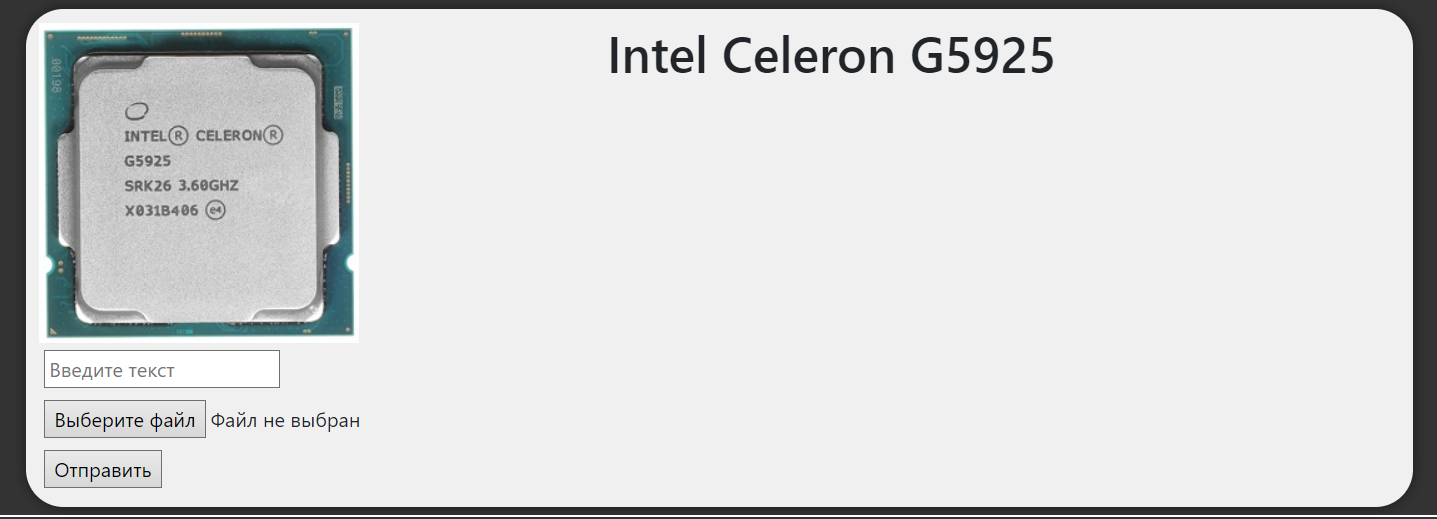 Intel Celeron G5925
00198
INTEL® CELERON®
G5925
SRK26 3.60GHZ
X031B406 e4
Введите текст
Выберите файл Файл не выбран
Отправить